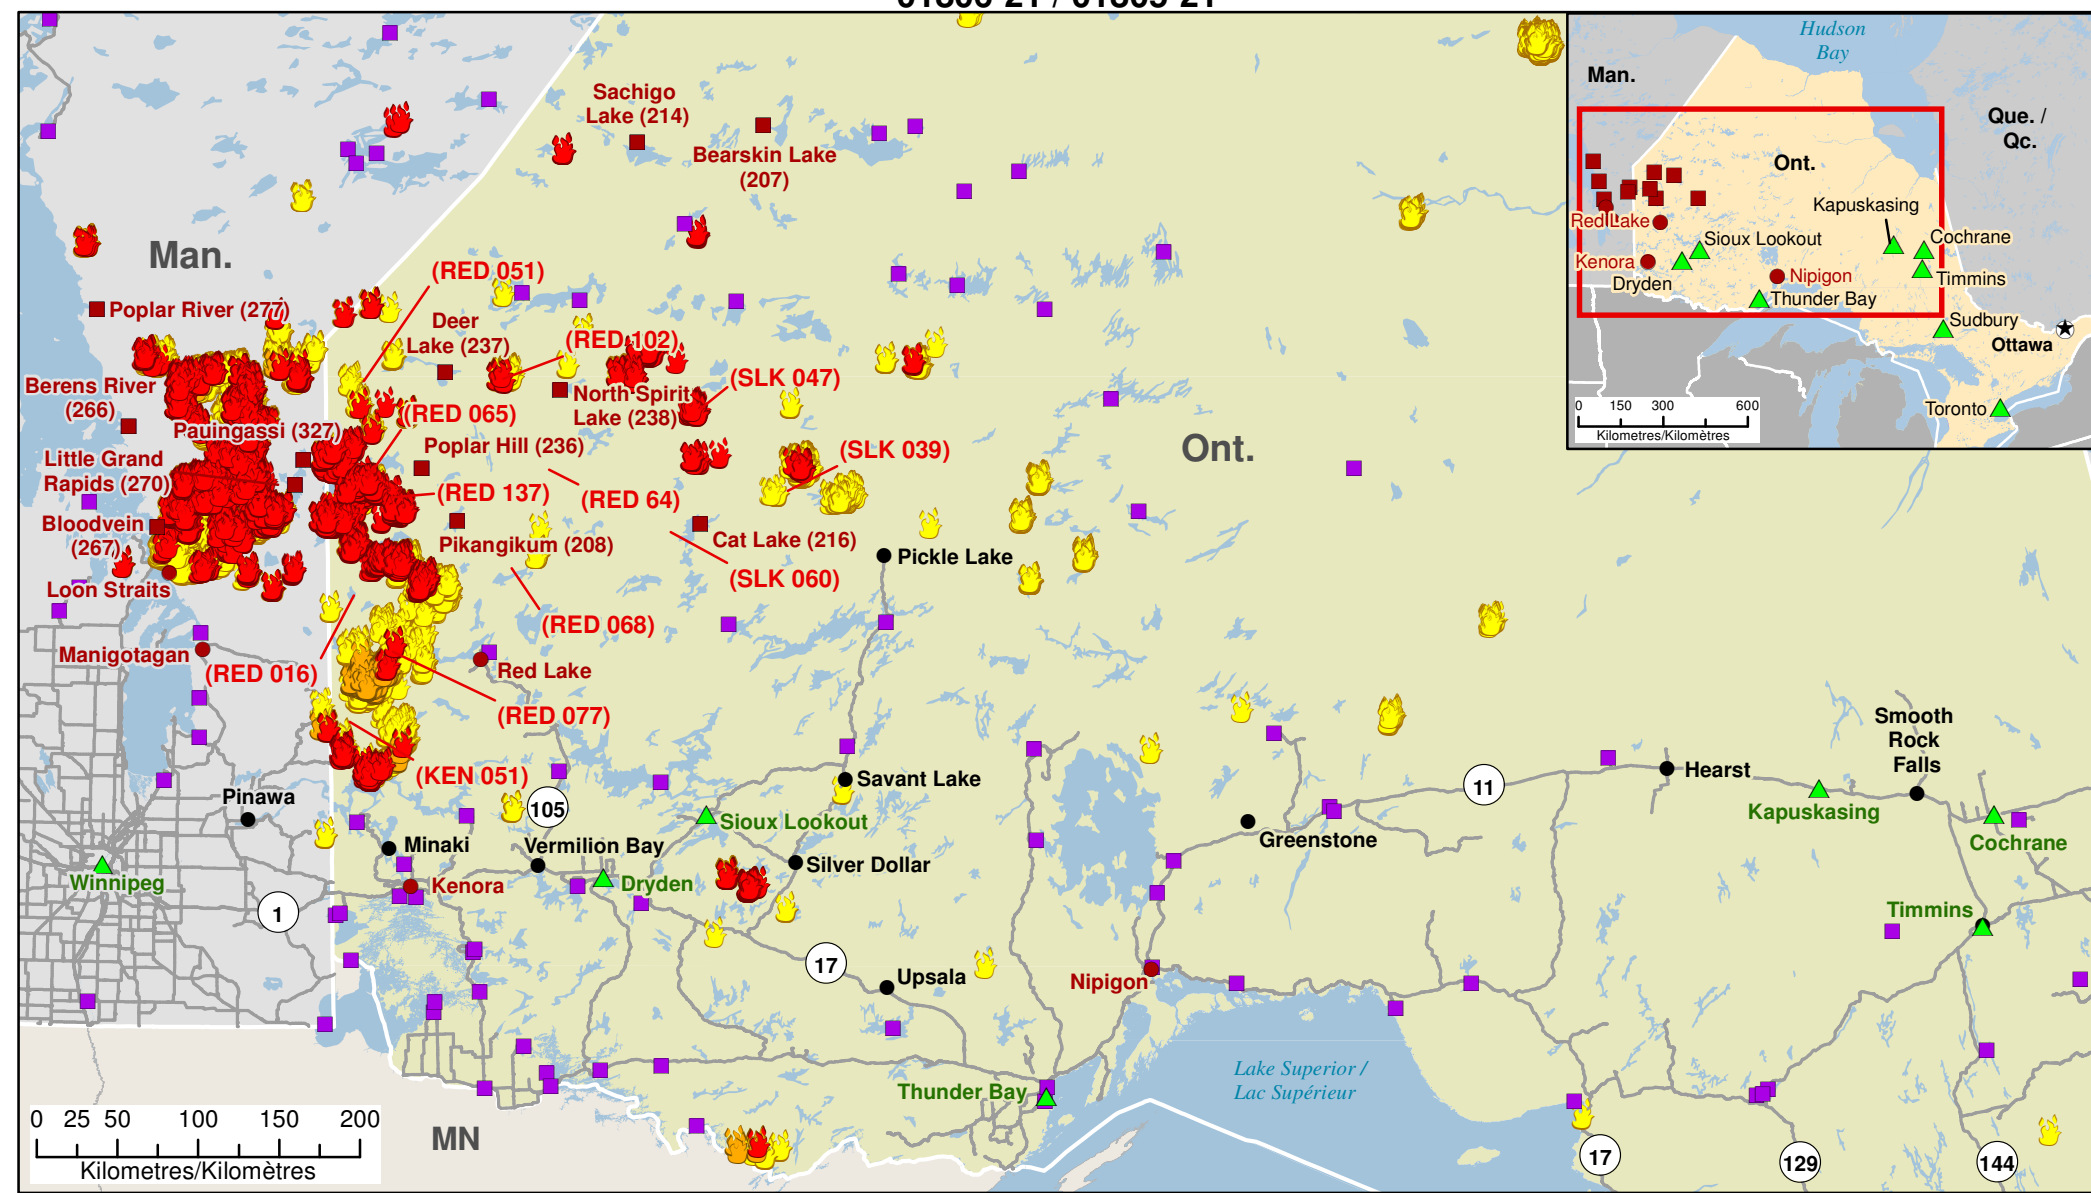 Hudson
Bay
Man.
Que. /
Qc.
Ont.
Kapuskasing
Red Lake
Sioux Lookout
Cochrane
Kenora
Nipigon
Timmins
Dryden
Thunder Bay
Sudbury
Ottawa
Toronto
0 150 300 600
Kilometres/Kilomètres
Sachigo
Lake (214)
Bearskin Lake
(207)
Man.
(RED 051)
Poplar River (277)
Deer
Lake (237)
(RED 102)
Berens River
(266)
North Spirit
Lake (238)
(SLK 047)
(RED 065)
Pauingassi (327)
Poplar Hill (236)
Ont.
(SLK 039)
Little Grand
Rapids (270)
(RED 137)
(RED 64)
Bloodvein
(267)
Pikangikum (208)
Cat Lake (216)
Pickle Lake
(SLK 060)
Loon Straits
(RED 068)
Manigotagan
(RED 016)
Red Lake
(RED 077)
Smooth
Rock
Falls
(KEN 051)
Savant Lake
11
Hearst
Pinawa
105
Kapuskasing
Sioux Lookout
Minaki
Vermilion Bay
Greenstone
Cochrane
Silver Dollar
Winnipeg
Kenora
Dryden
1
Timmins
17
Upsala
Nipigon
Lake Superior /
Lac Supérieur
Thunder Bay
0 25 50 100 150 200
Kilometres/Kilomètres
MN
17
129
144